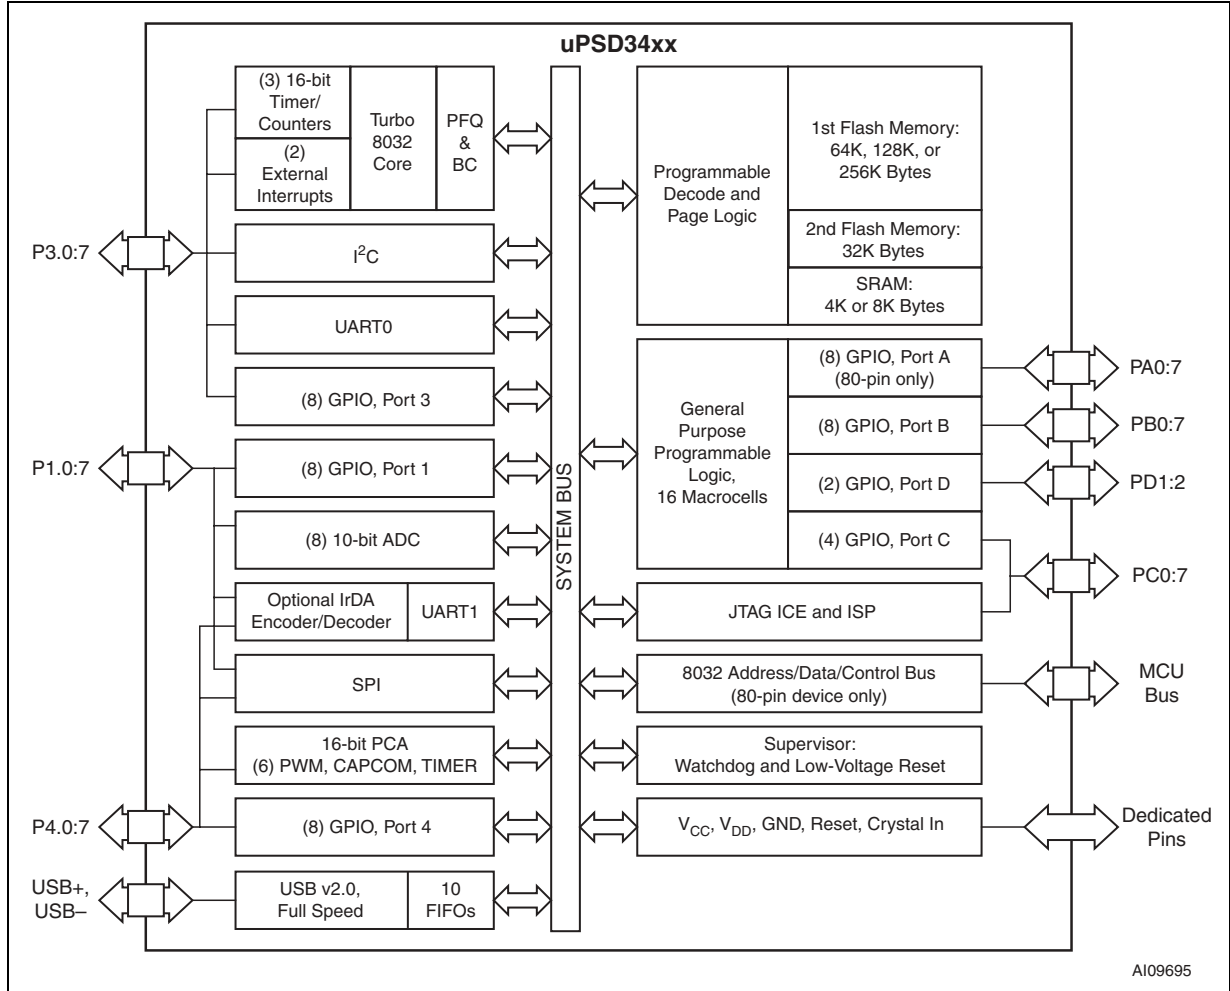 uPSD34xx
(3) 16-bit
Timer/
Counters
(2)
External
Interrupts
Turbo
8032
Core
PFQ
&
BC
P3.0:7
I²C
UART0
(8) GPIO, Port 3
P1.0:7
(8) GPIO, Port 1
(8) 10-bit ADC
Optional IrDA
Encoder/Decoder
UART1
SPI
16-bit PCA
(6) PWM, CAPCOM, TIMER
P4.0:7
(8) GPIO, Port 4
USB+,
USB–
USB v2.0,
Full Speed
10
FIFOs
SYSTEM BUS
Programmable
Decode and
Page Logic
1st Flash Memory:
64K, 128K, or
256K Bytes
2nd Flash Memory:
32K Bytes
SRAM:
4K or 8K Bytes
General
Purpose
Programmable
Logic,
16 Macrocells
(8) GPIO, Port A
(80-pin only)
PA0:7
(8) GPIO, Port B
PB0:7
(2) GPIO, Port D
PD1:2
(4) GPIO, Port C
PC0:7
JTAG ICE and ISP
8032 Address/Data/Control Bus
(80-pin device only)
MCU
Bus
Supervisor:
Watchdog and Low-Voltage Reset
VCC, VDD, GND, Reset, Crystal In
Dedicated
Pins
AI09695